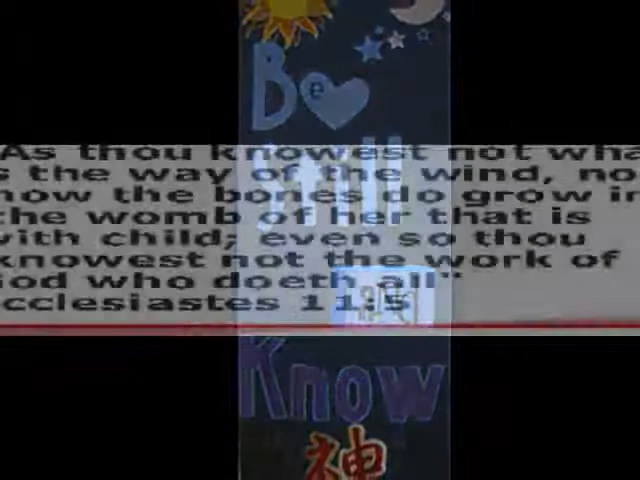 Be
Still
As thou knowest not wha
s the way of the wind, no
how the bones do grow in
the womb of her that is
with child; even so thou
knowest not the work of
God who doeth all"
cclesiastes 11:5
Know
神